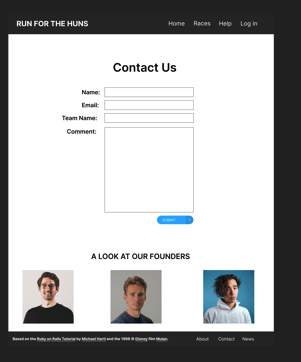 RUN FOR THE HUNS
Home Races Help Log in
Contact Us
Name:
Email:
Team Name:
Comment:
SUBMIT
A LOOK AT OUR FOUNDERS
Based on the Ruby on Rails Tutorial by Michael Hartl and the 1998 © Disney film Mulan.
About Contact News